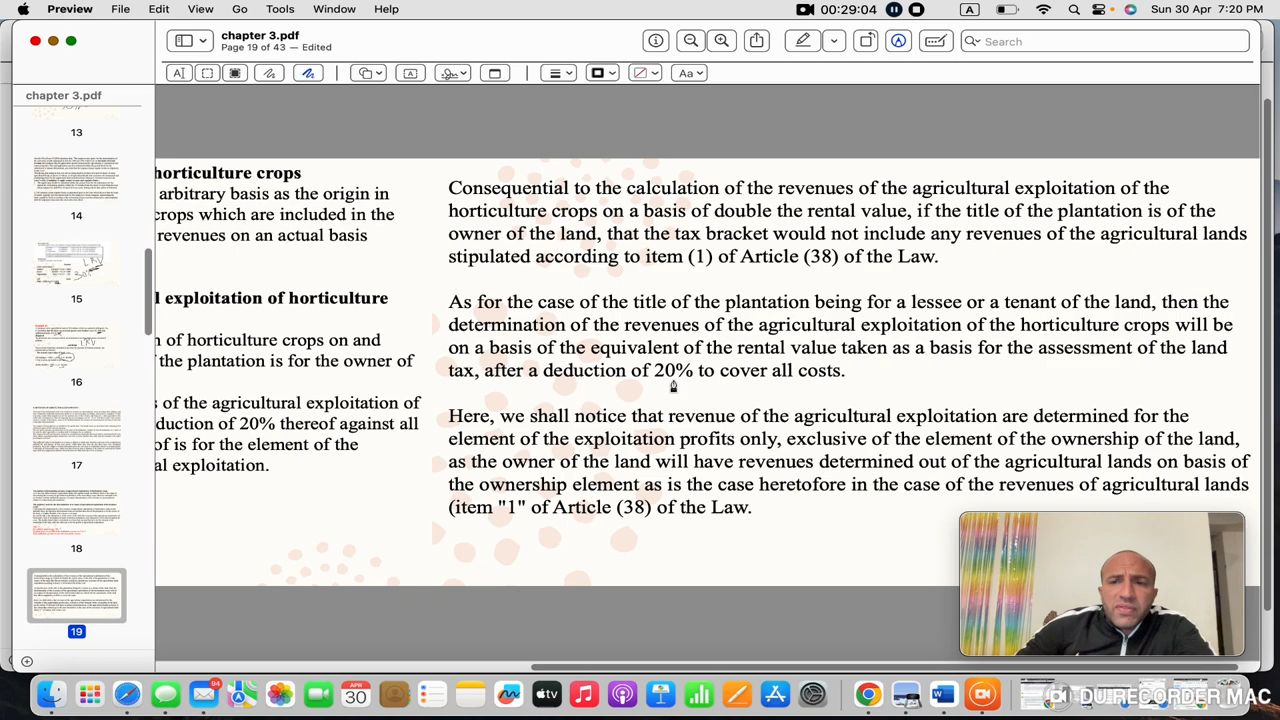 Preview File Edit View Go Tools Window Help
00:29:04 A Sun 30 Apr 7:20 PM
chapter 3.pdf
Page 19 of 43 — Edited
Search
Aa
chapter 3.pdf
13
14
15
16
17
18
19
horticulture crops
arbitrary basis as the origin in
crops which are included in the
revenues on an actual basis
l exploitation of horticulture
n of horticulture crops on and
f the plantation is for the owner of
s of the agricultural exploitation of
duction of 20% thereof against all
of is for the element of the
al exploitation.
Consequential to the calculation of the revenues of the agricultural exploitation of the
horticulture crops on a basis of double the rental value, if the title of the plantation is of the
owner of the land, that the tax bracket would not include any revenues of the agricultural lands
stipulated according to item (1) of Article (38) of the Law.
As for the case of the title of the plantation being for a lessee or a tenant of the land, then the
determination of the revenues of the agricultural exploitation of the horticulture crops will be
on a basis of the equivalent of the rental value taken as a basis for the assessment of the land
tax, after a deduction of 20% to cover all costs.
Here we shall notice that revenues of the agricultural exploitation are determined for the
element of the exploitation profits, not inclusive of the element of the ownership of the land,
as the owner of the land will have revenues determined out of the agricultural lands on basis of
the ownership element as is the case heretofore in the case of the revenues of agricultural lands
(item "1" of Article (38) of the Law.
94
APR
30
tv
DU RECORDER MAC